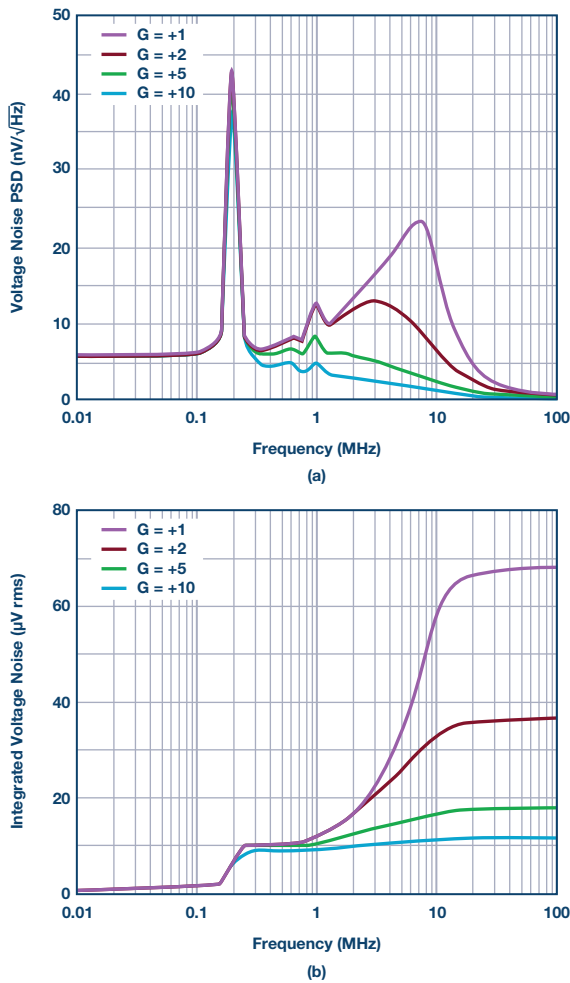 50
40
30
20
10
0
Voltage Noise PSD (nV/√Hz)
G = +1
G = +2
G = +5
G = +10
0.01 0.1 1 10 100
Frequency (MHz)
(a)
80
60
40
20
0
Integrated Voltage Noise (µV rms)
G = +1
G = +2
G = +5
G = +10
0.01 0.1 1 10 100
Frequency (MHz)
(b)